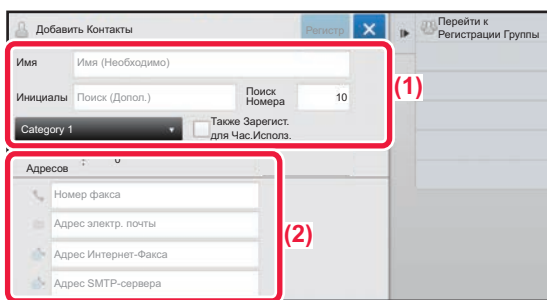 Добавить Контакты
Регистр.
Перейти к
Регистрации Группы
Имя
Имя (Необходимо)
(1)
Инициалы
Поиск (Допол.)
Поиск
Номера
10
Category 1
Также Зарегист.
для Час.Исполз.
Адресов
Номер факса
Адрес электр. почты
(2)
Адрес Интернет-Факса
Адрес SMTP-сервера